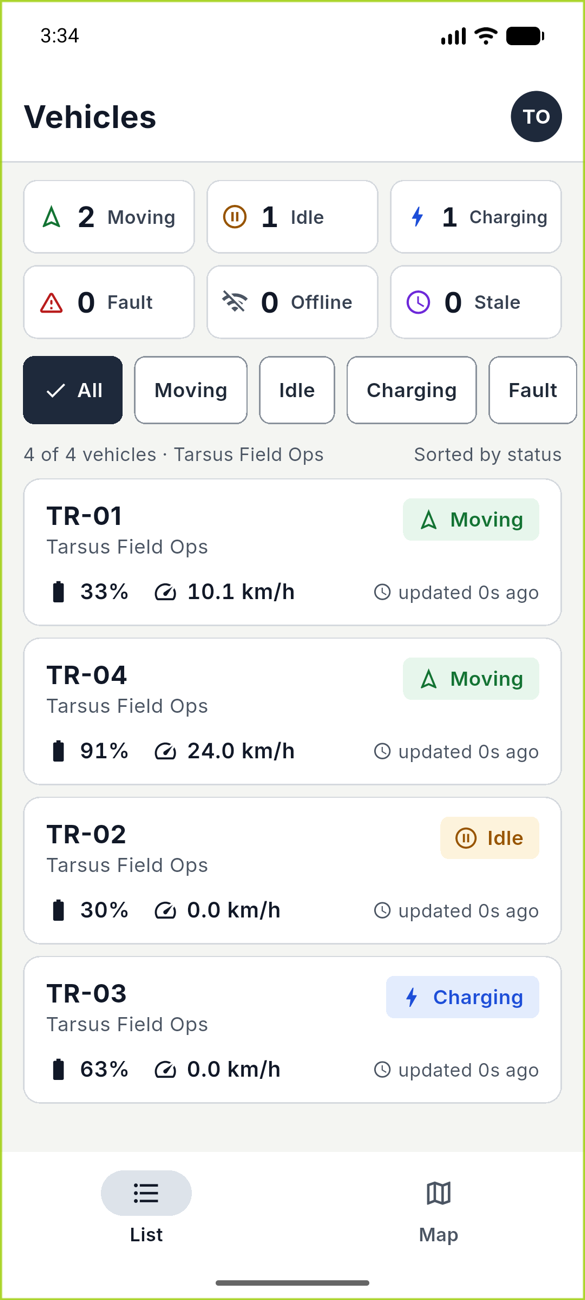 3:34
Vehicles
TO
2 Moving
1 Idle
1 Charging
0 Fault
0 Offline
0 Stale
All
Moving
Idle
Charging
Fault
4 of 4 vehicles · Tarsus Field Ops
Sorted by status
TR-01
Moving
Tarsus Field Ops
33%
10.1 km/h
updated 0s ago
TR-04
Moving
Tarsus Field Ops
91%
24.0 km/h
updated 0s ago
TR-02
Idle
Tarsus Field Ops
30%
0.0 km/h
updated 0s ago
TR-03
Charging
Tarsus Field Ops
63%
0.0 km/h
updated 0s ago
List
Map